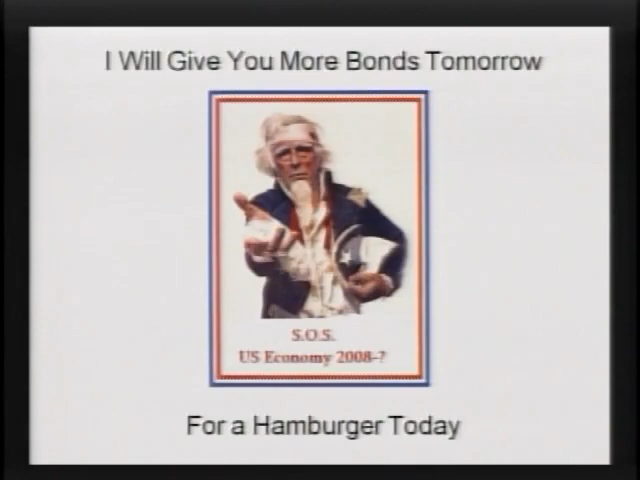 I Will Give You More Bonds Tomorrow
S.O.S.
US Economy 2008-?
For a Hamburger Today